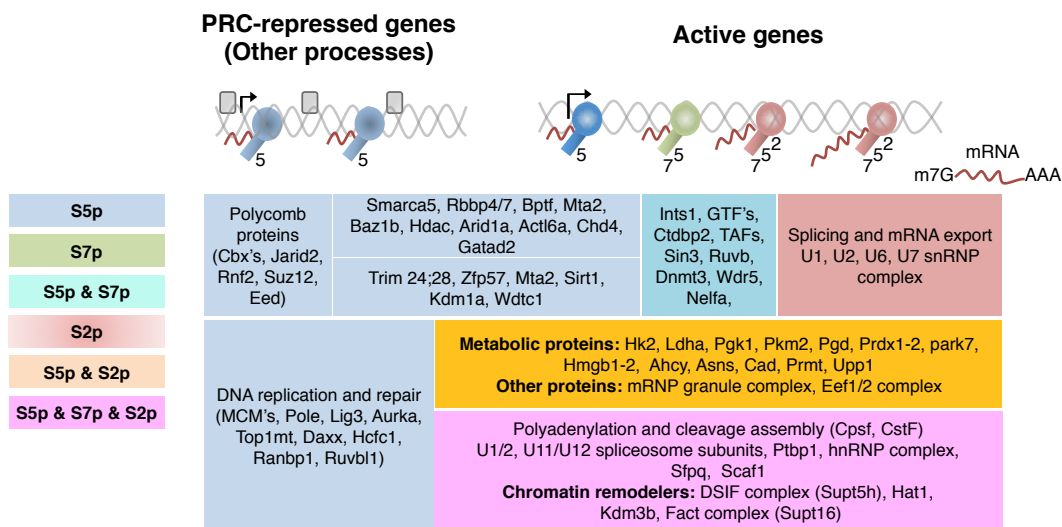 PRC-repressed genes
(Other processes)
Active genes
5
5
5
7 5
7 5 2
7 5 2
mRNA
m7G AAA
S5p
S7p
S5p & S7p
S2p
S5p & S2p
S5p & S7p & S2p
Polycomb
proteins
(Cbx's, Jarid2,
Rnf2, Suz12,
Eed)
Smarca5, Rbbp4/7, Bptf, Mta2,
Baz1b, Hdac, Arid1a, Actl6a, Chd4,
Gatad2
Trim 24;28, Zfp57, Mta2, Sirt1,
Kdm1a, Wdtc1
Ints1, GTF's,
Ctdbp2, TAFs,
Sin3, Ruvb,
Dnmt3, Wdr5,
Nelfa,
Splicing and mRNA export
U1, U2, U6, U7 snRNP
complex
DNA replication and repair
(MCM's, Pole, Lig3, Aurka,
Top1mt, Daxx, Hcfc1,
Ranbp1, Ruvbl1)
Metabolic proteins: Hk2, Ldha, Pgk1, Pkm2, Pgd, Prdx1-2, park7,
Hmgb1-2, Ahcy, Asns, Cad, Prmt, Upp1
Other proteins: mRNP granule complex, Eef1/2 complex
Polyadenylation and cleavage assembly (Cpsf, CstF)
U1/2, U11/U12 spliceosome subunits, Ptbp1, hnRNP complex,
Sfpq, Scaf1
Chromatin remodelers: DSIF complex (Supt5h), Hat1,
Kdm3b, Fact complex (Supt16)